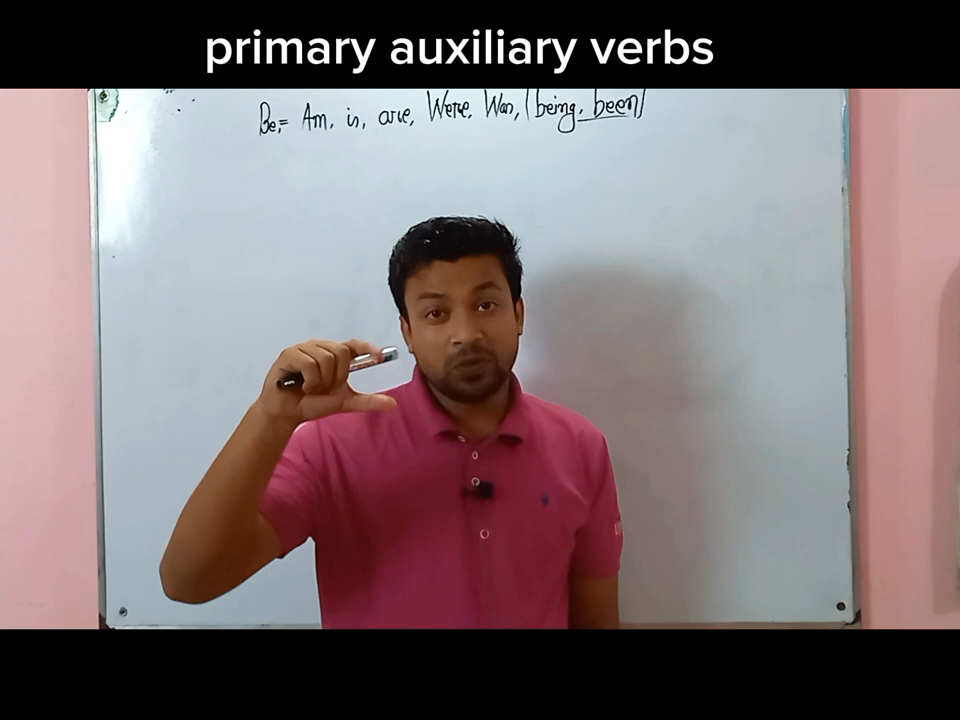 primary auxiliary verbs
Be,= Am, is, are, Were, Was, (being, been)